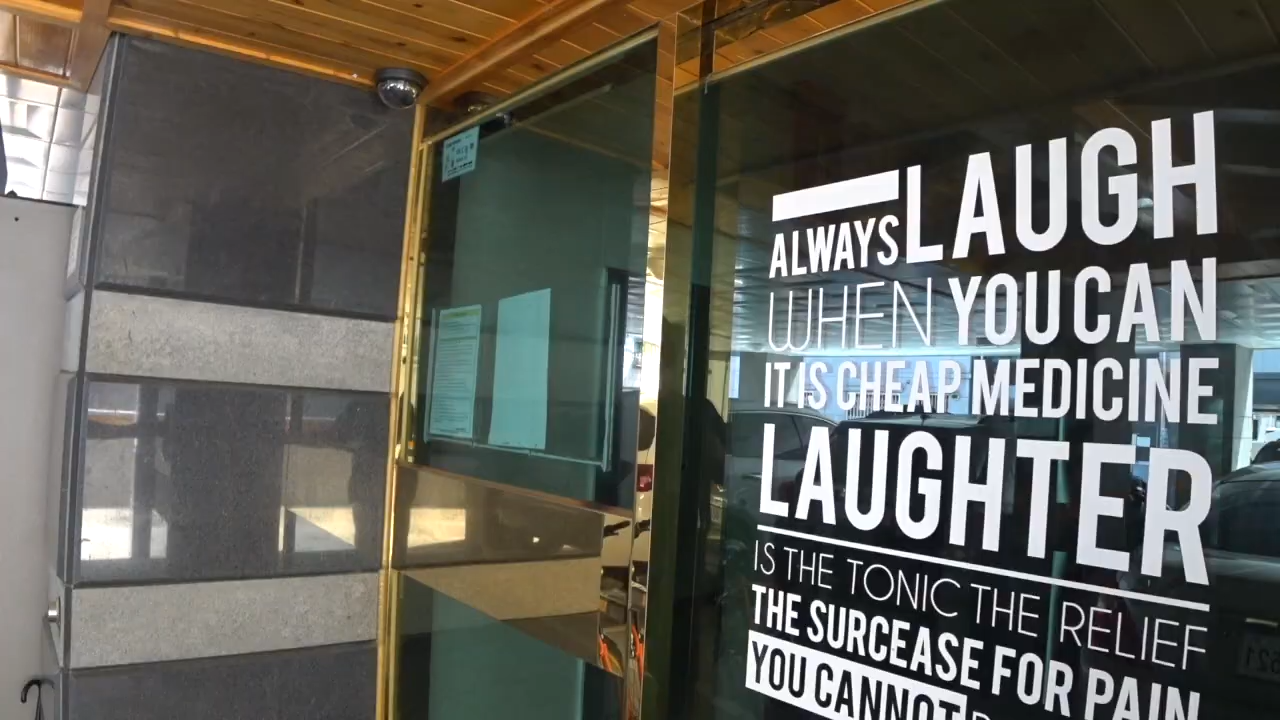 ALWAYS LAUGH
WHEN YOU CAN
IT IS CHEAP MEDICINE
LAUGHTER
IS THE TONIC THE RELIEF
THE SURCEASE FOR PAIN
YOU CANNOT